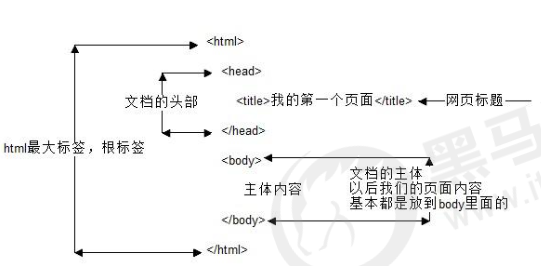 <html>
<head>
文档的头部
<title>我的第一个页面</title>
网页标题
</head>
html最大标签，根标签
<body>
主体内容
文档的主体
以后我们的页面内容
基本都是放到body里面的
</body>
</html>
黑马